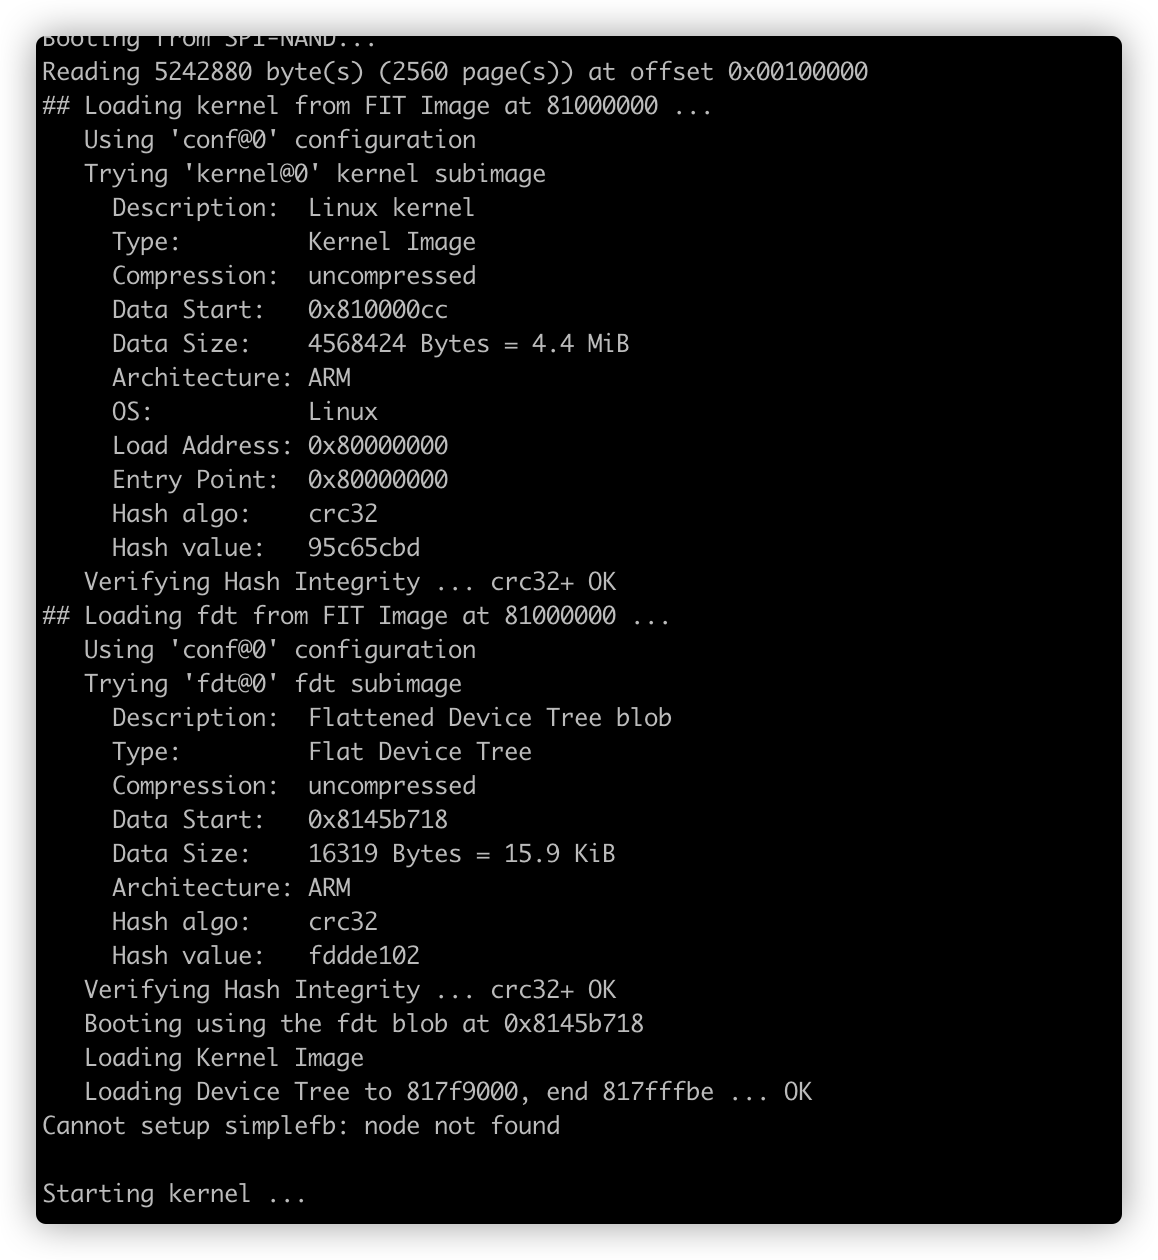 Booting from SPI-NAND...
Reading 5242880 byte(s) (2560 page(s)) at offset 0x00100000
## Loading kernel from FIT Image at 81000000 ...
   Using 'conf@0' configuration
   Trying 'kernel@0' kernel subimage
     Description:  Linux kernel
     Type:         Kernel Image
     Compression:  uncompressed
     Data Start:   0x810000cc
     Data Size:    4568424 Bytes = 4.4 MiB
     Architecture: ARM
     OS:           Linux
     Load Address: 0x80000000
     Entry Point:  0x80000000
     Hash algo:    crc32
     Hash value:   95c65cbd
   Verifying Hash Integrity ... crc32+ OK
## Loading fdt from FIT Image at 81000000 ...
   Using 'conf@0' configuration
   Trying 'fdt@0' fdt subimage
     Description:  Flattened Device Tree blob
     Type:         Flat Device Tree
     Compression:  uncompressed
     Data Start:   0x8145b718
     Data Size:    16319 Bytes = 15.9 KiB
     Architecture: ARM
     Hash algo:    crc32
     Hash value:   fddde102
   Verifying Hash Integrity ... crc32+ OK
   Booting using the fdt blob at 0x8145b718
   Loading Kernel Image
   Loading Device Tree to 817f9000, end 817fffbe ... OK
Cannot setup simplefb: node not found
Starting kernel ...